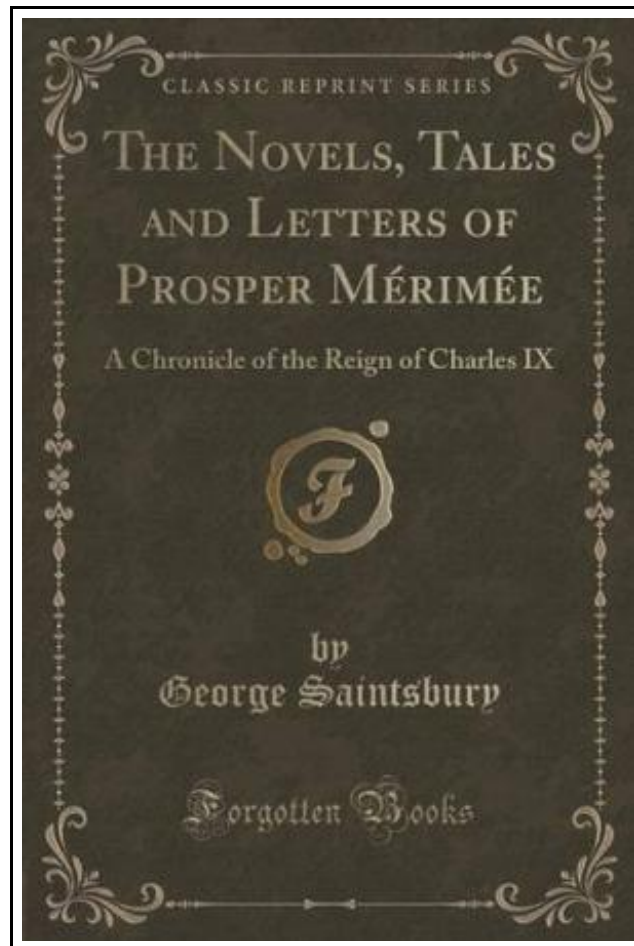 CLASSIC REPRINT SERIES
THE NOVELS, TALES
AND LETTERS OF
PROSPER MÉRIMÉE
A Chronicle of the Reign of Charles IX
F
by
George Saintsbury
Forgotten Books